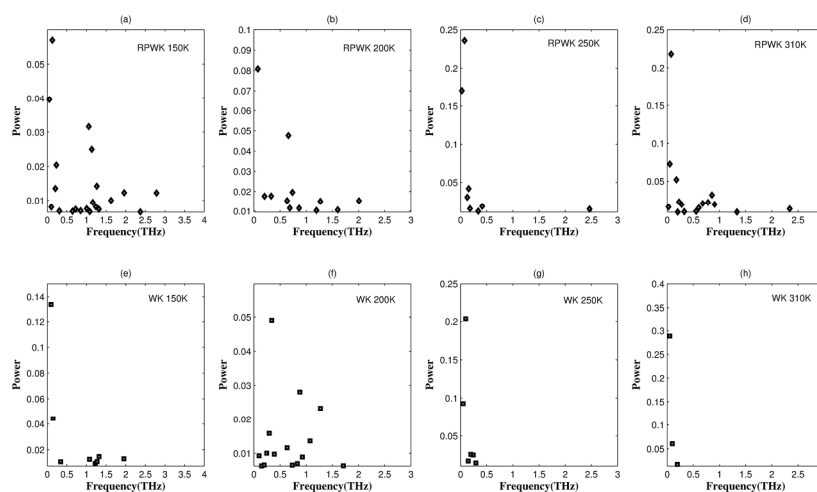 (a)
RPWK 150K
Power
0.06
0.05
0.04
0.03
0.02
0.01
0 0.5 1 1.5 2 2.5 3 3.5 4
Frequency(THz)
(b)
RPWK 200K
Power
0.1
0.09
0.08
0.07
0.06
0.05
0.04
0.03
0.02
0.01
0 0.5 1 1.5 2 2.5 3
Frequency(THz)
(c)
RPWK 250K
Power
0.25
0.2
0.15
0.1
0.05
0 0.5 1 1.5 2 2.5 3
Frequency(THz)
(d)
RPWK 310K
Power
0.25
0.2
0.15
0.1
0.05
0 0.5 1 1.5 2 2.5
Frequency(THz)
(e)
WK 150K
Power
0.14
0.12
0.1
0.08
0.06
0.04
0.02
0 0.5 1 1.5 2 2.5 3 3.5 4
Frequency(THz)
(f)
WK 200K
Power
0.05
0.04
0.03
0.02
0.01
0 0.5 1 1.5 2 2.5 3
Frequency(THz)
(g)
WK 250K
Power
0.25
0.2
0.15
0.1
0.05
0 0.5 1 1.5 2 2.5 3
Frequency(THz)
(h)
WK 310K
Power
0.4
0.35
0.3
0.25
0.2
0.15
0.1
0.05
0 0.5 1 1.5 2 2.5
Frequency(THz)